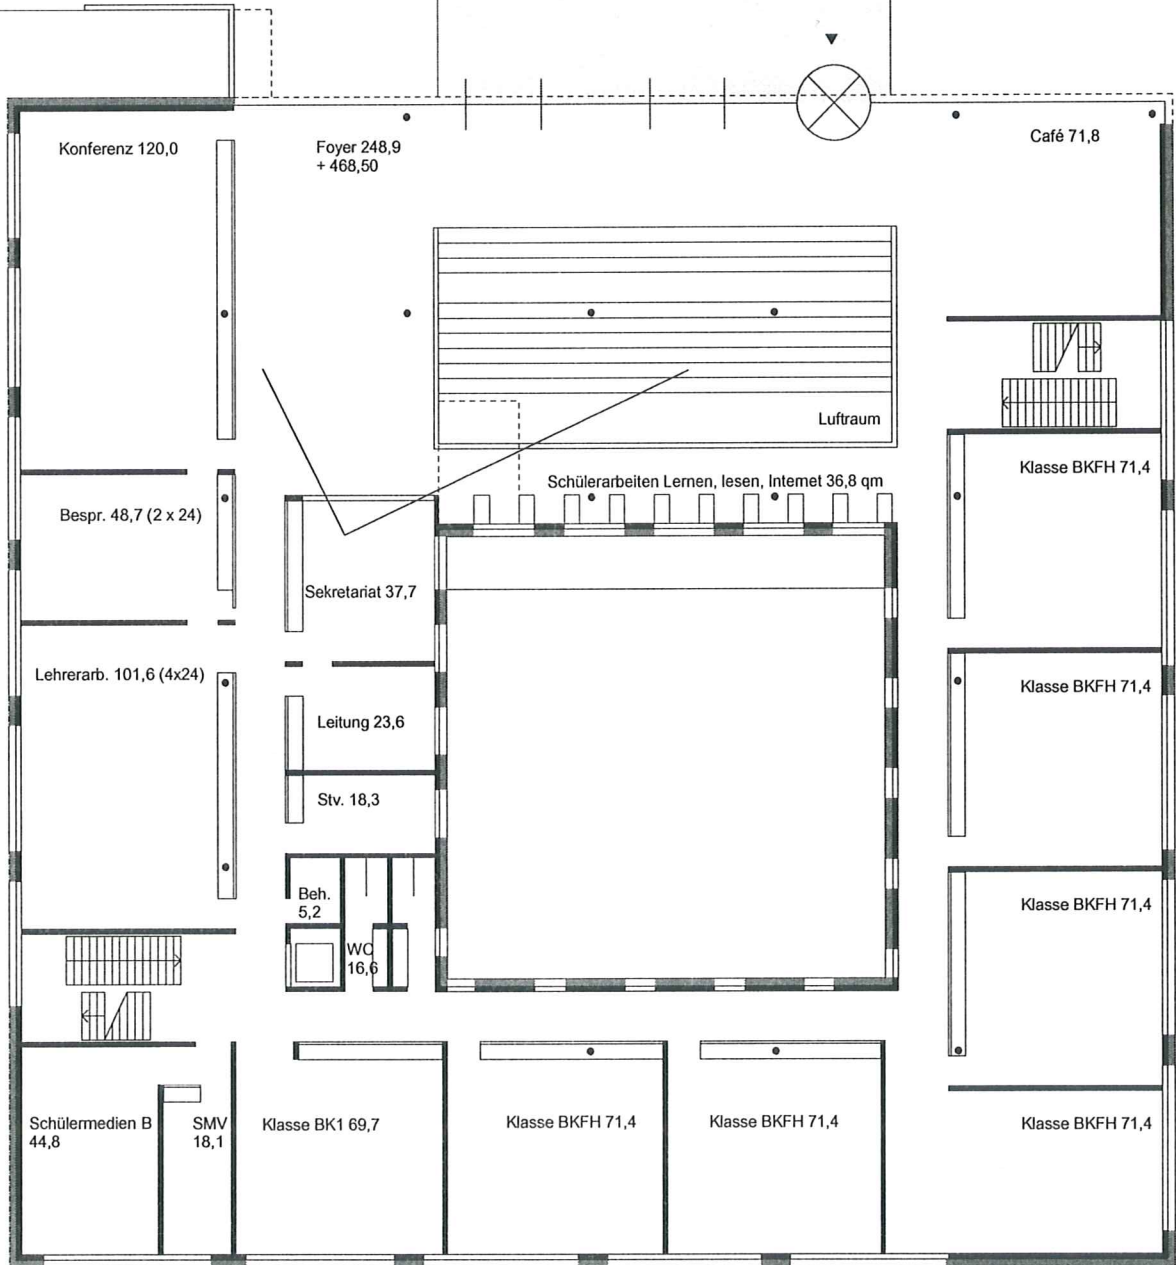 Konferenz 120,0
Foyer 248,9
+ 468,50
Café 71,8
Luftraum
Klasse BKFH 71,4
Schülerarbeiten Lernen, lesen, Internet 36,8 qm
Bespr. 48,7 (2 x 24)
Sekretariat 37,7
Lehrerarb. 101,6 (4x24)
Klasse BKFH 71,4
Leitung 23,6
Stv. 18,3
Beh.
5,2
Klasse BKFH 71,4
WC
16,6
Schülermedien B
44,8
SMV
18,1
Klasse BK1 69,7
Klasse BKFH 71,4
Klasse BKFH 71,4
Klasse BKFH 71,4